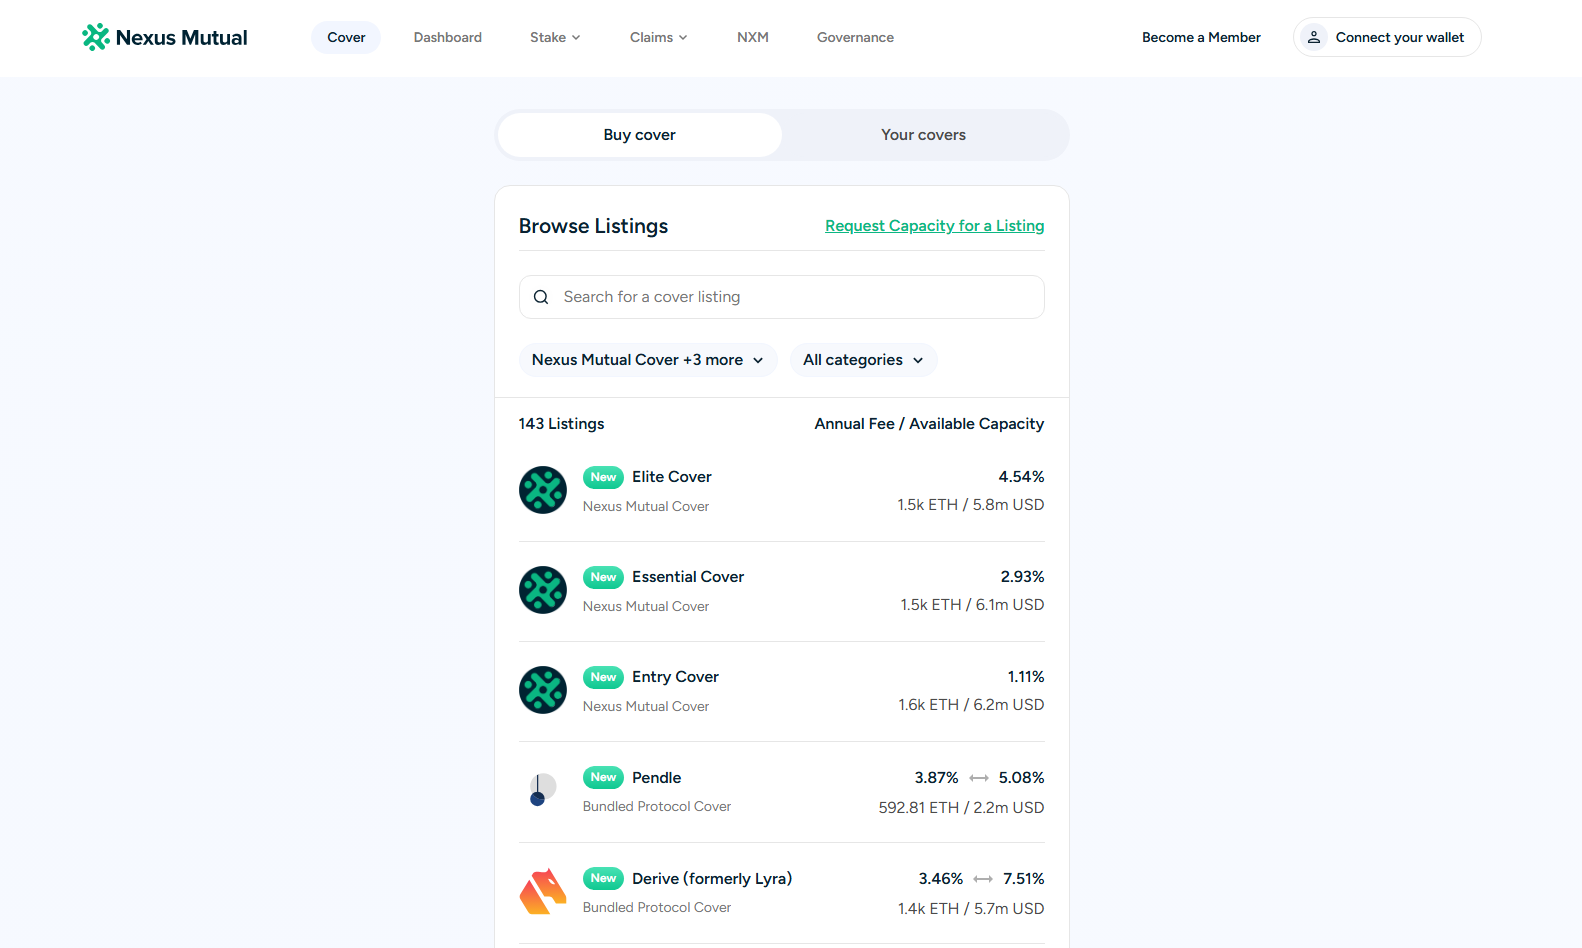 Nexus Mutual
Cover
Dashboard
Stake
Claims
NXM
Governance
Become a Member
Connect your wallet
Buy cover
Your covers
Browse Listings
Request Capacity for a Listing
Search for a cover listing
Nexus Mutual Cover +3 more
All categories
143 Listings
Annual Fee / Available Capacity
New Elite Cover
4.54%
Nexus Mutual Cover
1.5k ETH / 5.8m USD
New Essential Cover
2.93%
Nexus Mutual Cover
1.5k ETH / 6.1m USD
New Entry Cover
1.11%
Nexus Mutual Cover
1.6k ETH / 6.2m USD
New Pendle
3.87% ↔ 5.08%
Bundled Protocol Cover
592.81 ETH / 2.2m USD
New Derive (formerly Lyra)
3.46% ↔ 7.51%
Bundled Protocol Cover
1.4k ETH / 5.7m USD